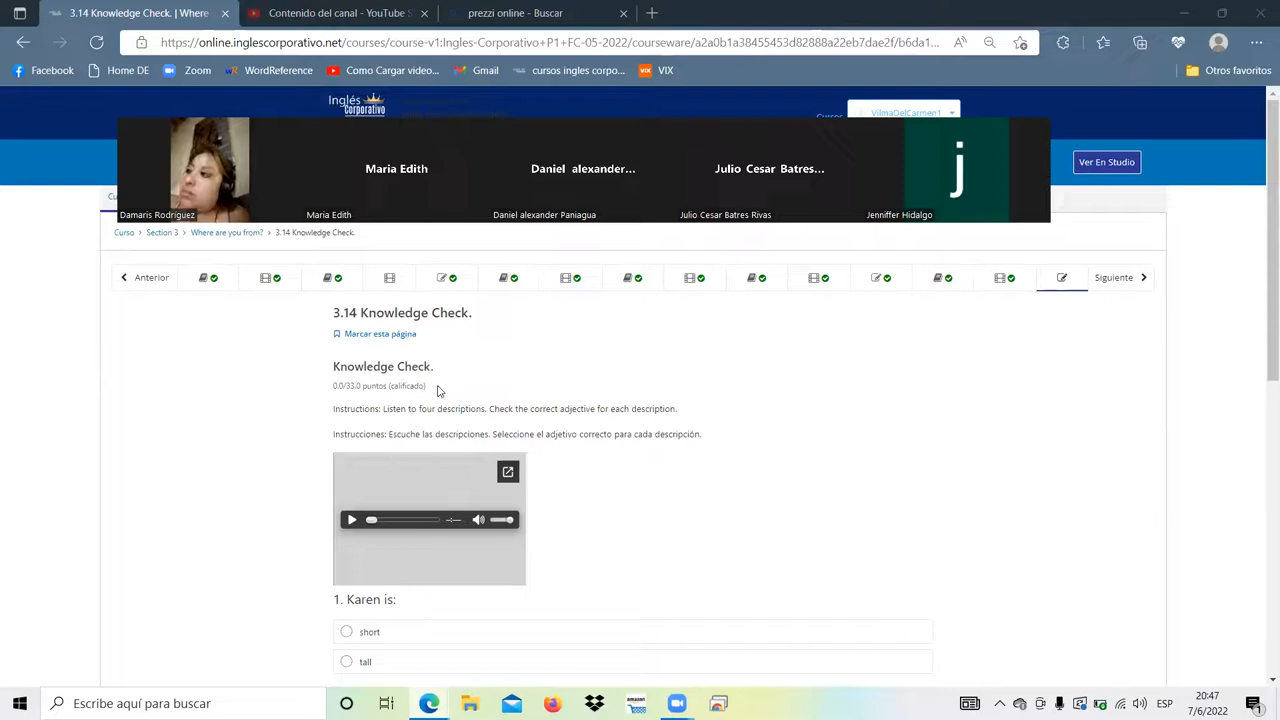 3.14 Knowledge Check. | Where a
Contenido del YouTube
prezzi online - Buscar
https://online.inglescorporativo.net/courses/course-v1:Ingles-Corporativo+P1+FC-05-2022/courseware/a2a0b1a38455453d82888a22eb7dae2f/b6da1...
Facebook
Home DE
Zoom
WordReference
Como Cargar video...
Gmail
cursos ingles corpo...
VIX
Otros favoritos
Inglés
Corporativo
Cursos
VilmaDelCarmen1
Maria Edith
Daniel alexander...
Julio Cesar Batres...
j
Ver En Studio
Damaris Rodríguez
Maria Edith
Daniel alexander Paniagua
Julio Cesar Batres Rivas
Jenniffer Hidalgo
Curso > Section 3 > Where are you from? > 3.14 Knowledge Check.
Anterior
Siguiente
3.14 Knowledge Check.
Marcar esta página
Knowledge Check.
0.0/33.0 puntos (calificado)
Instructions: Listen to four descriptions. Check the correct adjective for each description.
Instrucciones: Escuche las descripciones. Seleccione el adjetivo correcto para cada descripción.
-:--
1. Karen is:
short
tall
Escribe aquí para buscar
amazon
ESP
20:47
7/6/2022
1